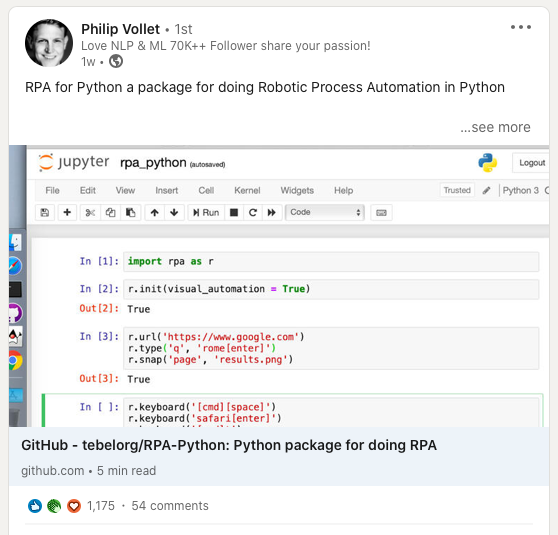 Philip Vollet • 1st
Love NLP & ML 70K++ Follower share your passion!
1w •
RPA for Python a package for doing Robotic Process Automation in Python
...see more
jupyter rpa_python (autosaved)
Logout
File Edit View Insert Cell Kernel Widgets Help
Trusted Python 3
Run Code
In [1]: import rpa as r
In [2]: r.init(visual_automation = True)
Out[2]: True
In [3]: r.url('https://www.google.com')
r.type('q', 'rome[enter]')
r.snap('page', 'results.png')
Out[3]: True
In [ ]: r.keyboard('[cmd][space]')
r.keyboard('safari[enter]')
GitHub - tebelorg/RPA-Python: Python package for doing RPA
github.com • 5 min read
1,175 · 54 comments